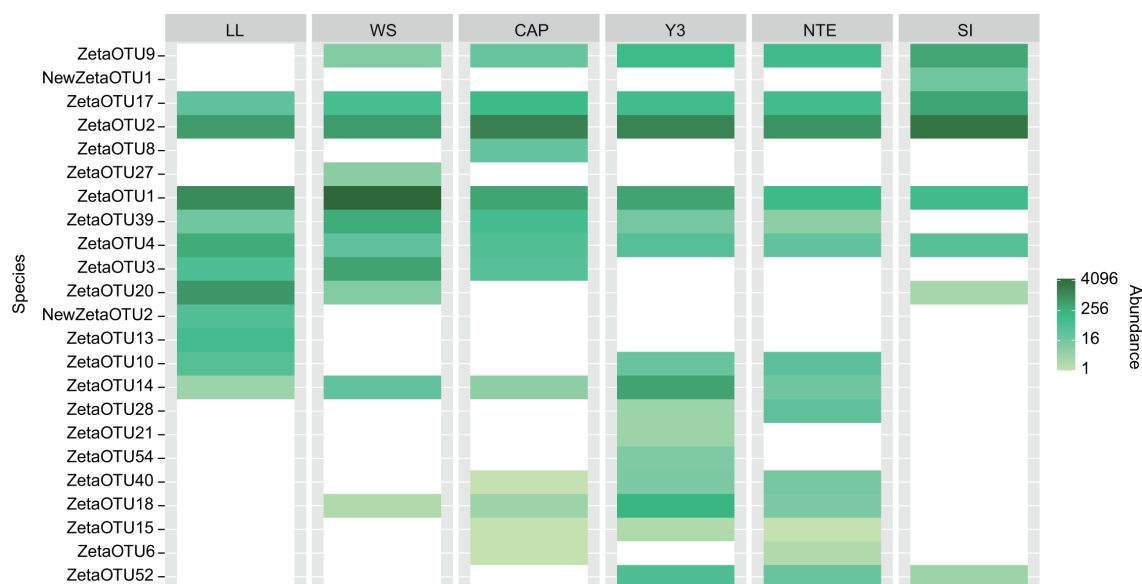 LL WS CAP Y3 NTE SI
ZetaOTU9
NewZetaOTU1
ZetaOTU17
ZetaOTU2
ZetaOTU8
ZetaOTU27
ZetaOTU1
ZetaOTU39
ZetaOTU4
ZetaOTU3
ZetaOTU20
NewZetaOTU2
ZetaOTU13
ZetaOTU10
ZetaOTU14
ZetaOTU28
ZetaOTU21
ZetaOTU54
ZetaOTU40
ZetaOTU18
ZetaOTU15
ZetaOTU6
ZetaOTU52
Species
4096
256
16
1
Abundance